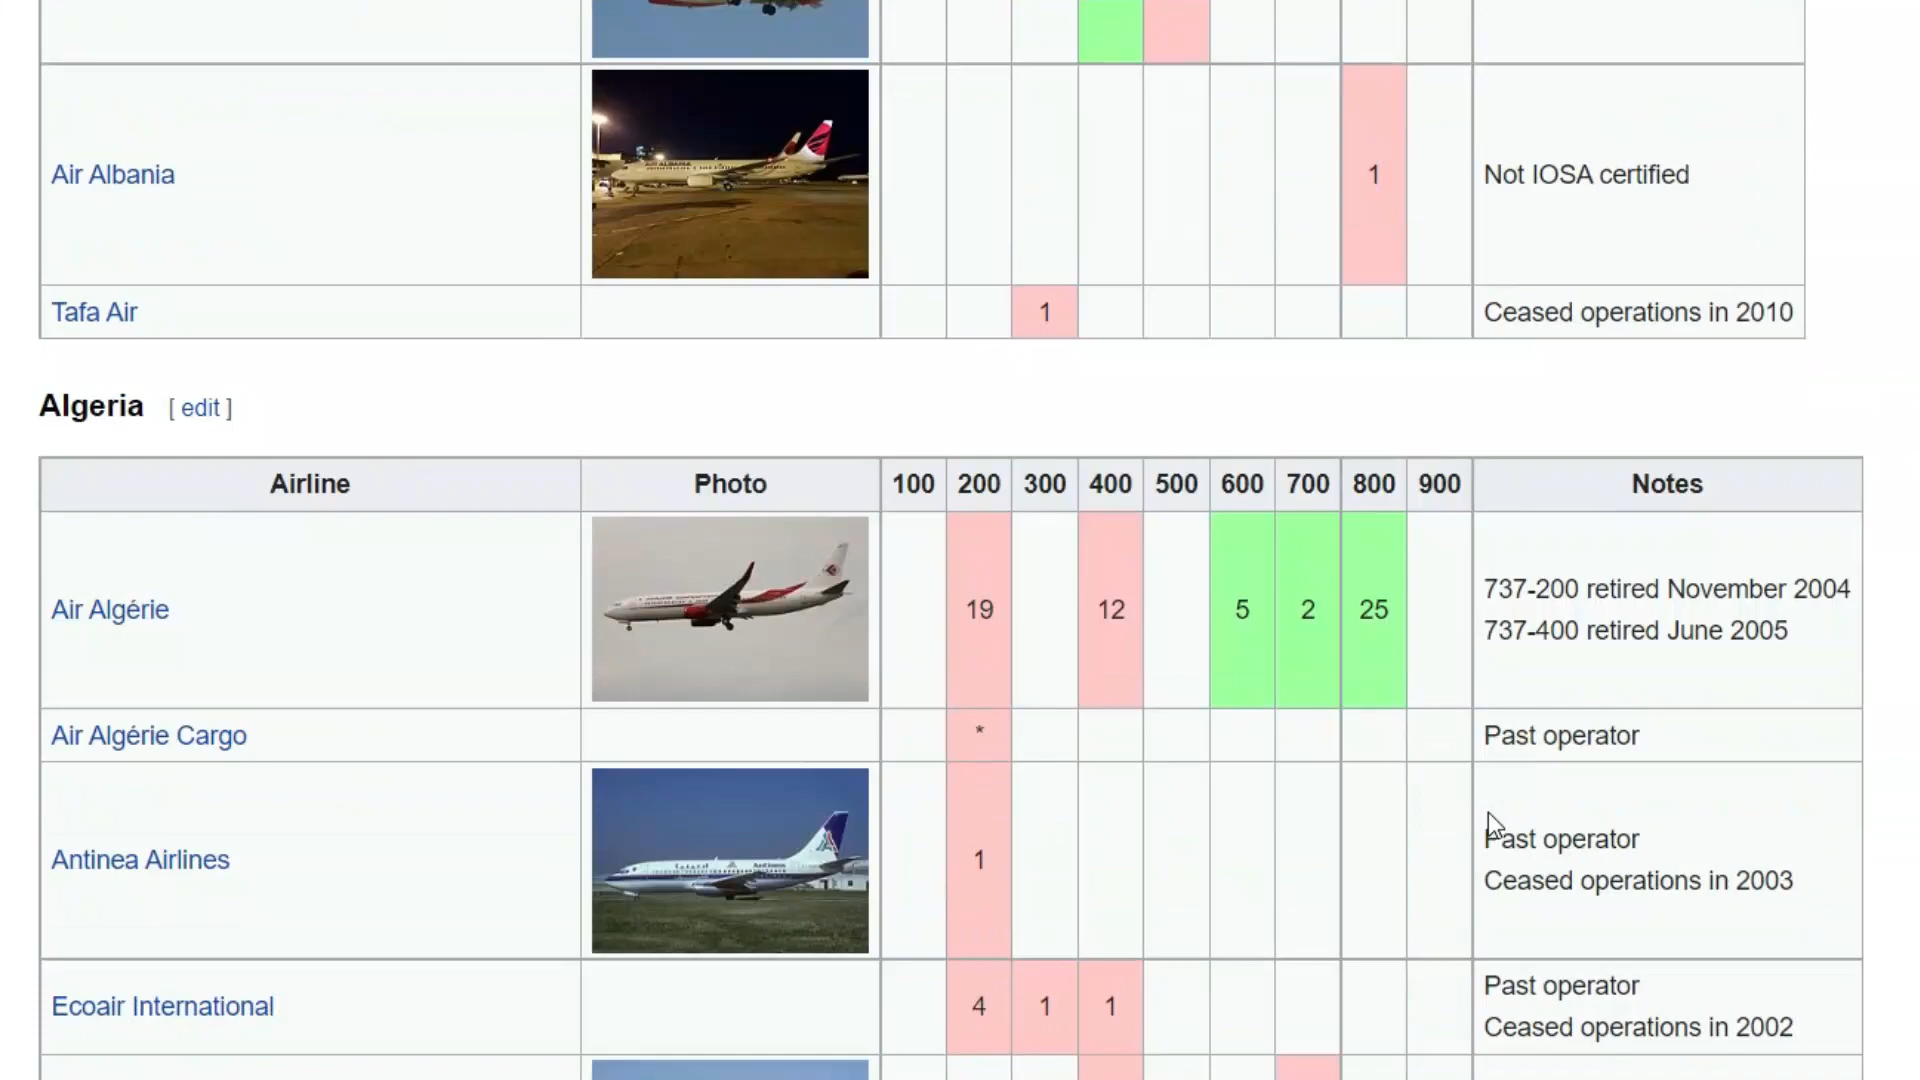 Air Albania 1 Not IOSA certified
Tafa Air 1 Ceased operations in 2010
Algeria [ edit ]
Airline Photo 100 200 300 400 500 600 700 800 900 Notes
Air Algérie 19 12 5 2 25 737-200 retired November 2004
737-400 retired June 2005
Air Algérie Cargo * Past operator
Antinea Airlines 1 Past operator
Ceased operations in 2003
Ecoair International 4 1 1 Past operator
Ceased operations in 2002